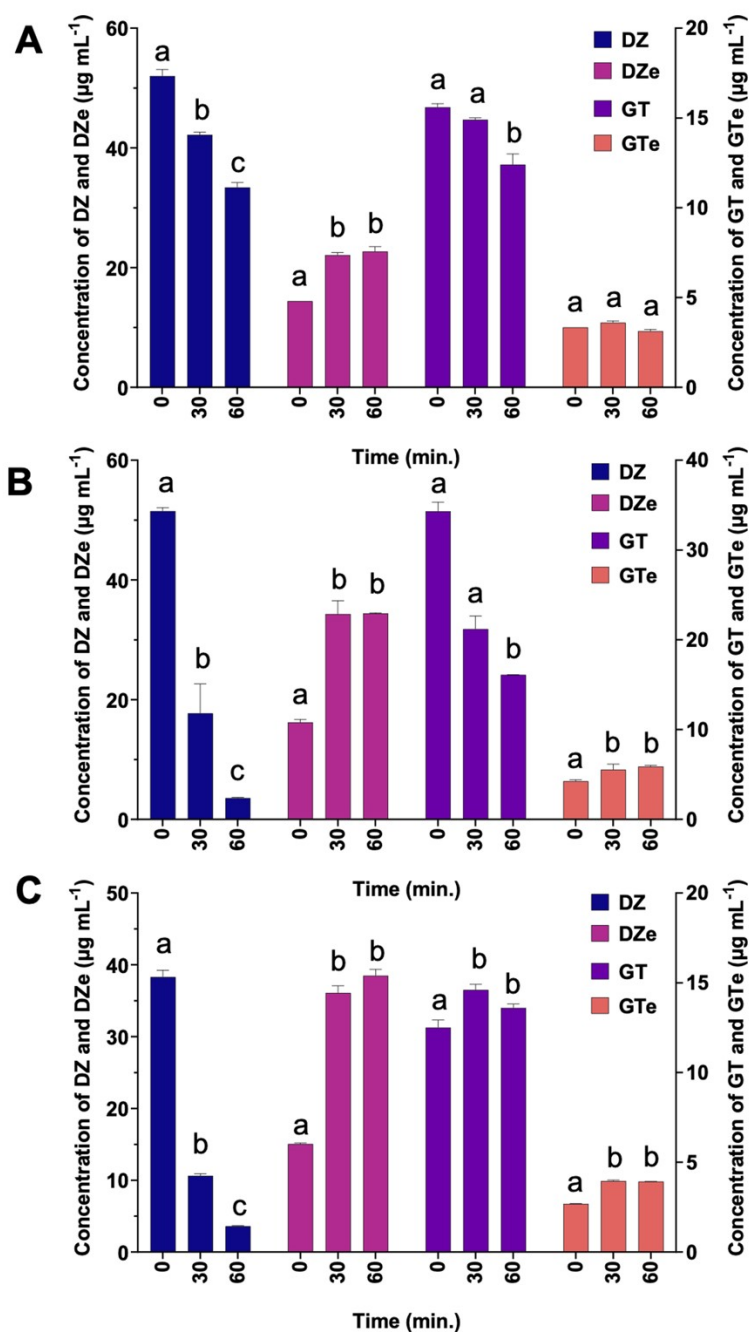 A
Concentration of DZ and DZe (µg mL⁻¹)
60
40
20
0
a
b
c
a
b
b
a
a
b
a
a
a
DZ
DZe
GT
GTe
20
15
10
5
0
Concentration of GT and GTe (µg mL⁻¹)
0 30 60 0 30 60 0 30 60 0 30 60
Time (min.)
B
Concentration of DZ and DZe (µg mL⁻¹)
60
40
20
0
a
b
c
a
b
b
a
a
b
a
b
b
DZ
DZe
GT
GTe
40
30
20
10
0
Concentration of GT and GTe (µg mL⁻¹)
0 30 60 0 30 60 0 30 60 0 30 60
Time (min.)
C
Concentration of DZ and DZe (µg mL⁻¹)
50
40
30
20
10
0
a
b
c
a
b
b
a
b
b
a
b
b
DZ
DZe
GT
GTe
20
15
10
5
0
Concentration of GT and GTe (µg mL⁻¹)
0 30 60 0 30 60 0 30 60 0 30 60
Time (min.)